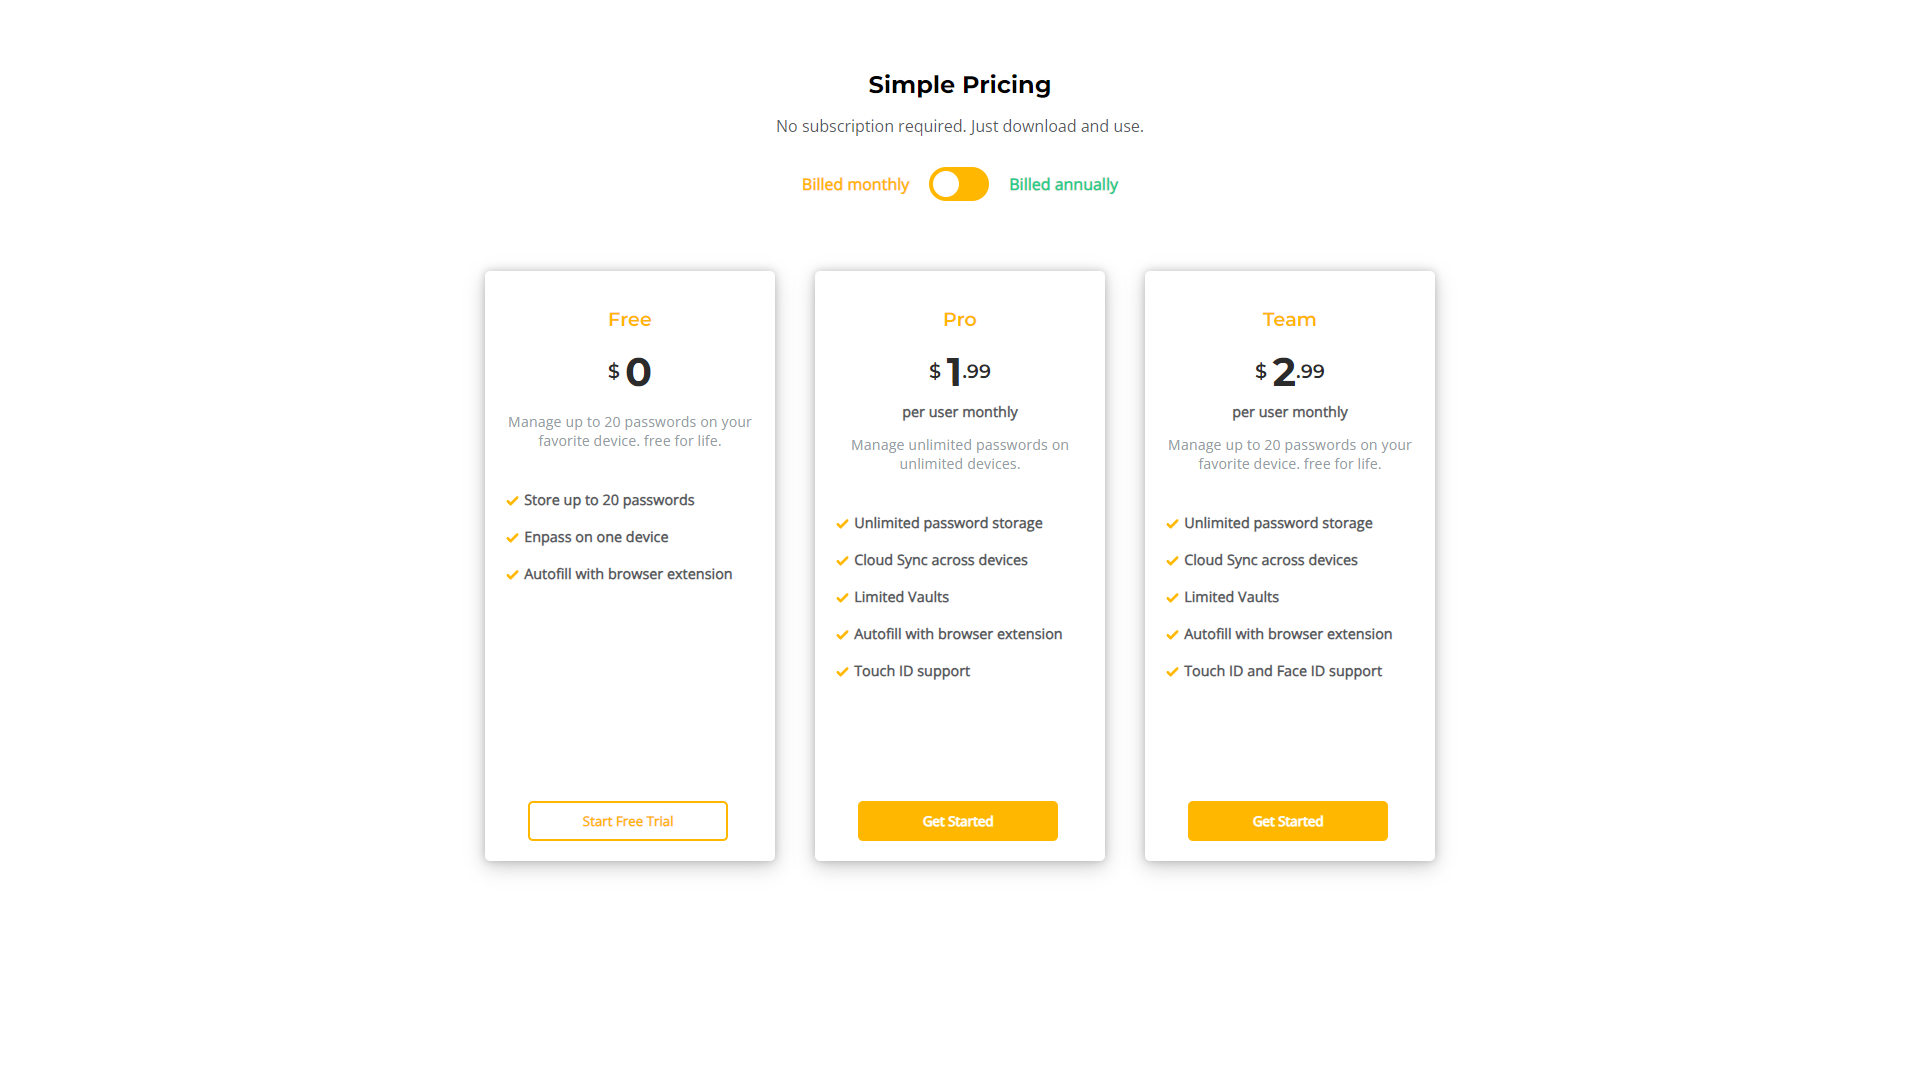 Simple Pricing
No subscription required. Just download and use.
Billed monthly
Billed annually
Free
$ 0
Manage up to 20 passwords on your
favorite device. free for life.
Store up to 20 passwords
Enpass on one device
Autofill with browser extension
Start Free Trial
Pro
$ 1.99
per user monthly
Manage unlimited passwords on
unlimited devices.
Unlimited password storage
Cloud Sync across devices
Limited Vaults
Autofill with browser extension
Touch ID support
Get Started
Team
$ 2.99
per user monthly
Manage up to 20 passwords on your
favorite device. free for life.
Unlimited password storage
Cloud Sync across devices
Limited Vaults
Autofill with browser extension
Touch ID and Face ID support
Get Started